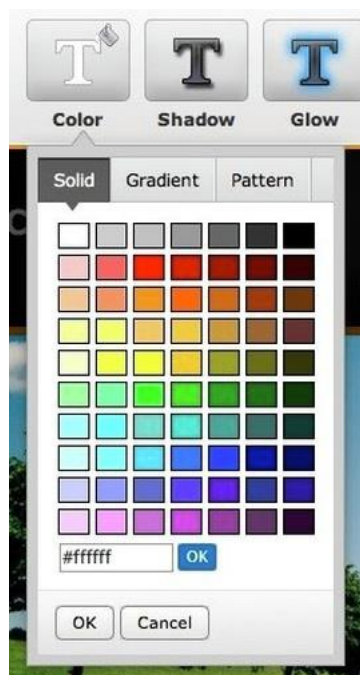 T T T
Color Shadow Glow
Solid Gradient Pattern
#ffffff OK
OK Cancel